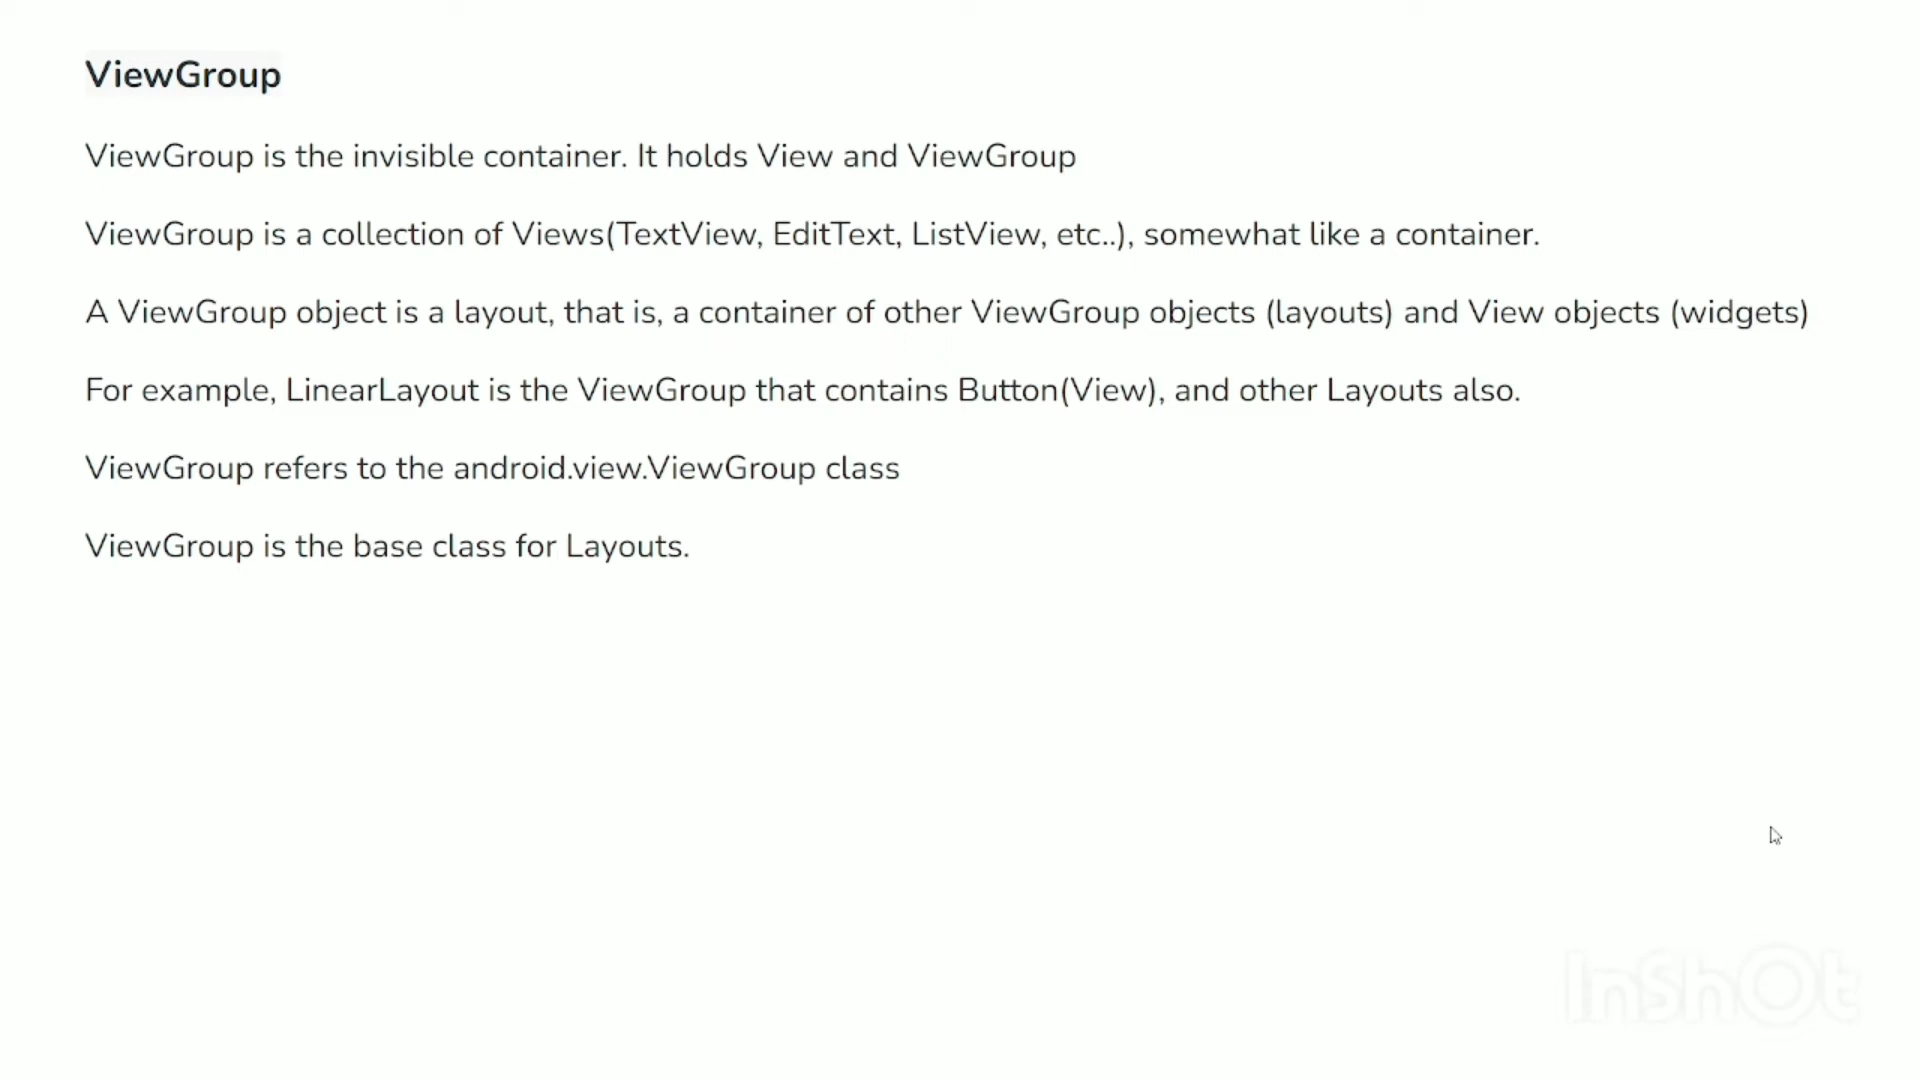 ViewGroup
ViewGroup is the invisible container. It holds View and ViewGroup
ViewGroup is a collection of Views(TextView, EditText, ListView, etc..), somewhat like a container.
A ViewGroup object is a layout, that is, a container of other ViewGroup objects (layouts) and View objects (widgets)
For example, LinearLayout is the ViewGroup that contains Button(View), and other Layouts also.
ViewGroup refers to the android.view.ViewGroup class
ViewGroup is the base class for Layouts.
InShOt